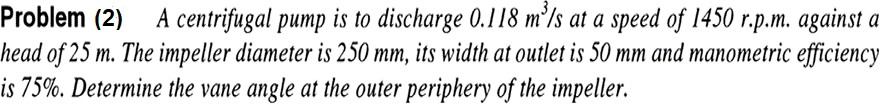 Problem (2) A centrifugal pump is to discharge 0.118 m³/s at a speed of 1450 r.p.m. against a
head of 25 m. The impeller diameter is 250 mm, its width at outlet is 50 mm and manometric efficiency
is 75%. Determine the vane angle at the outer periphery of the impeller.